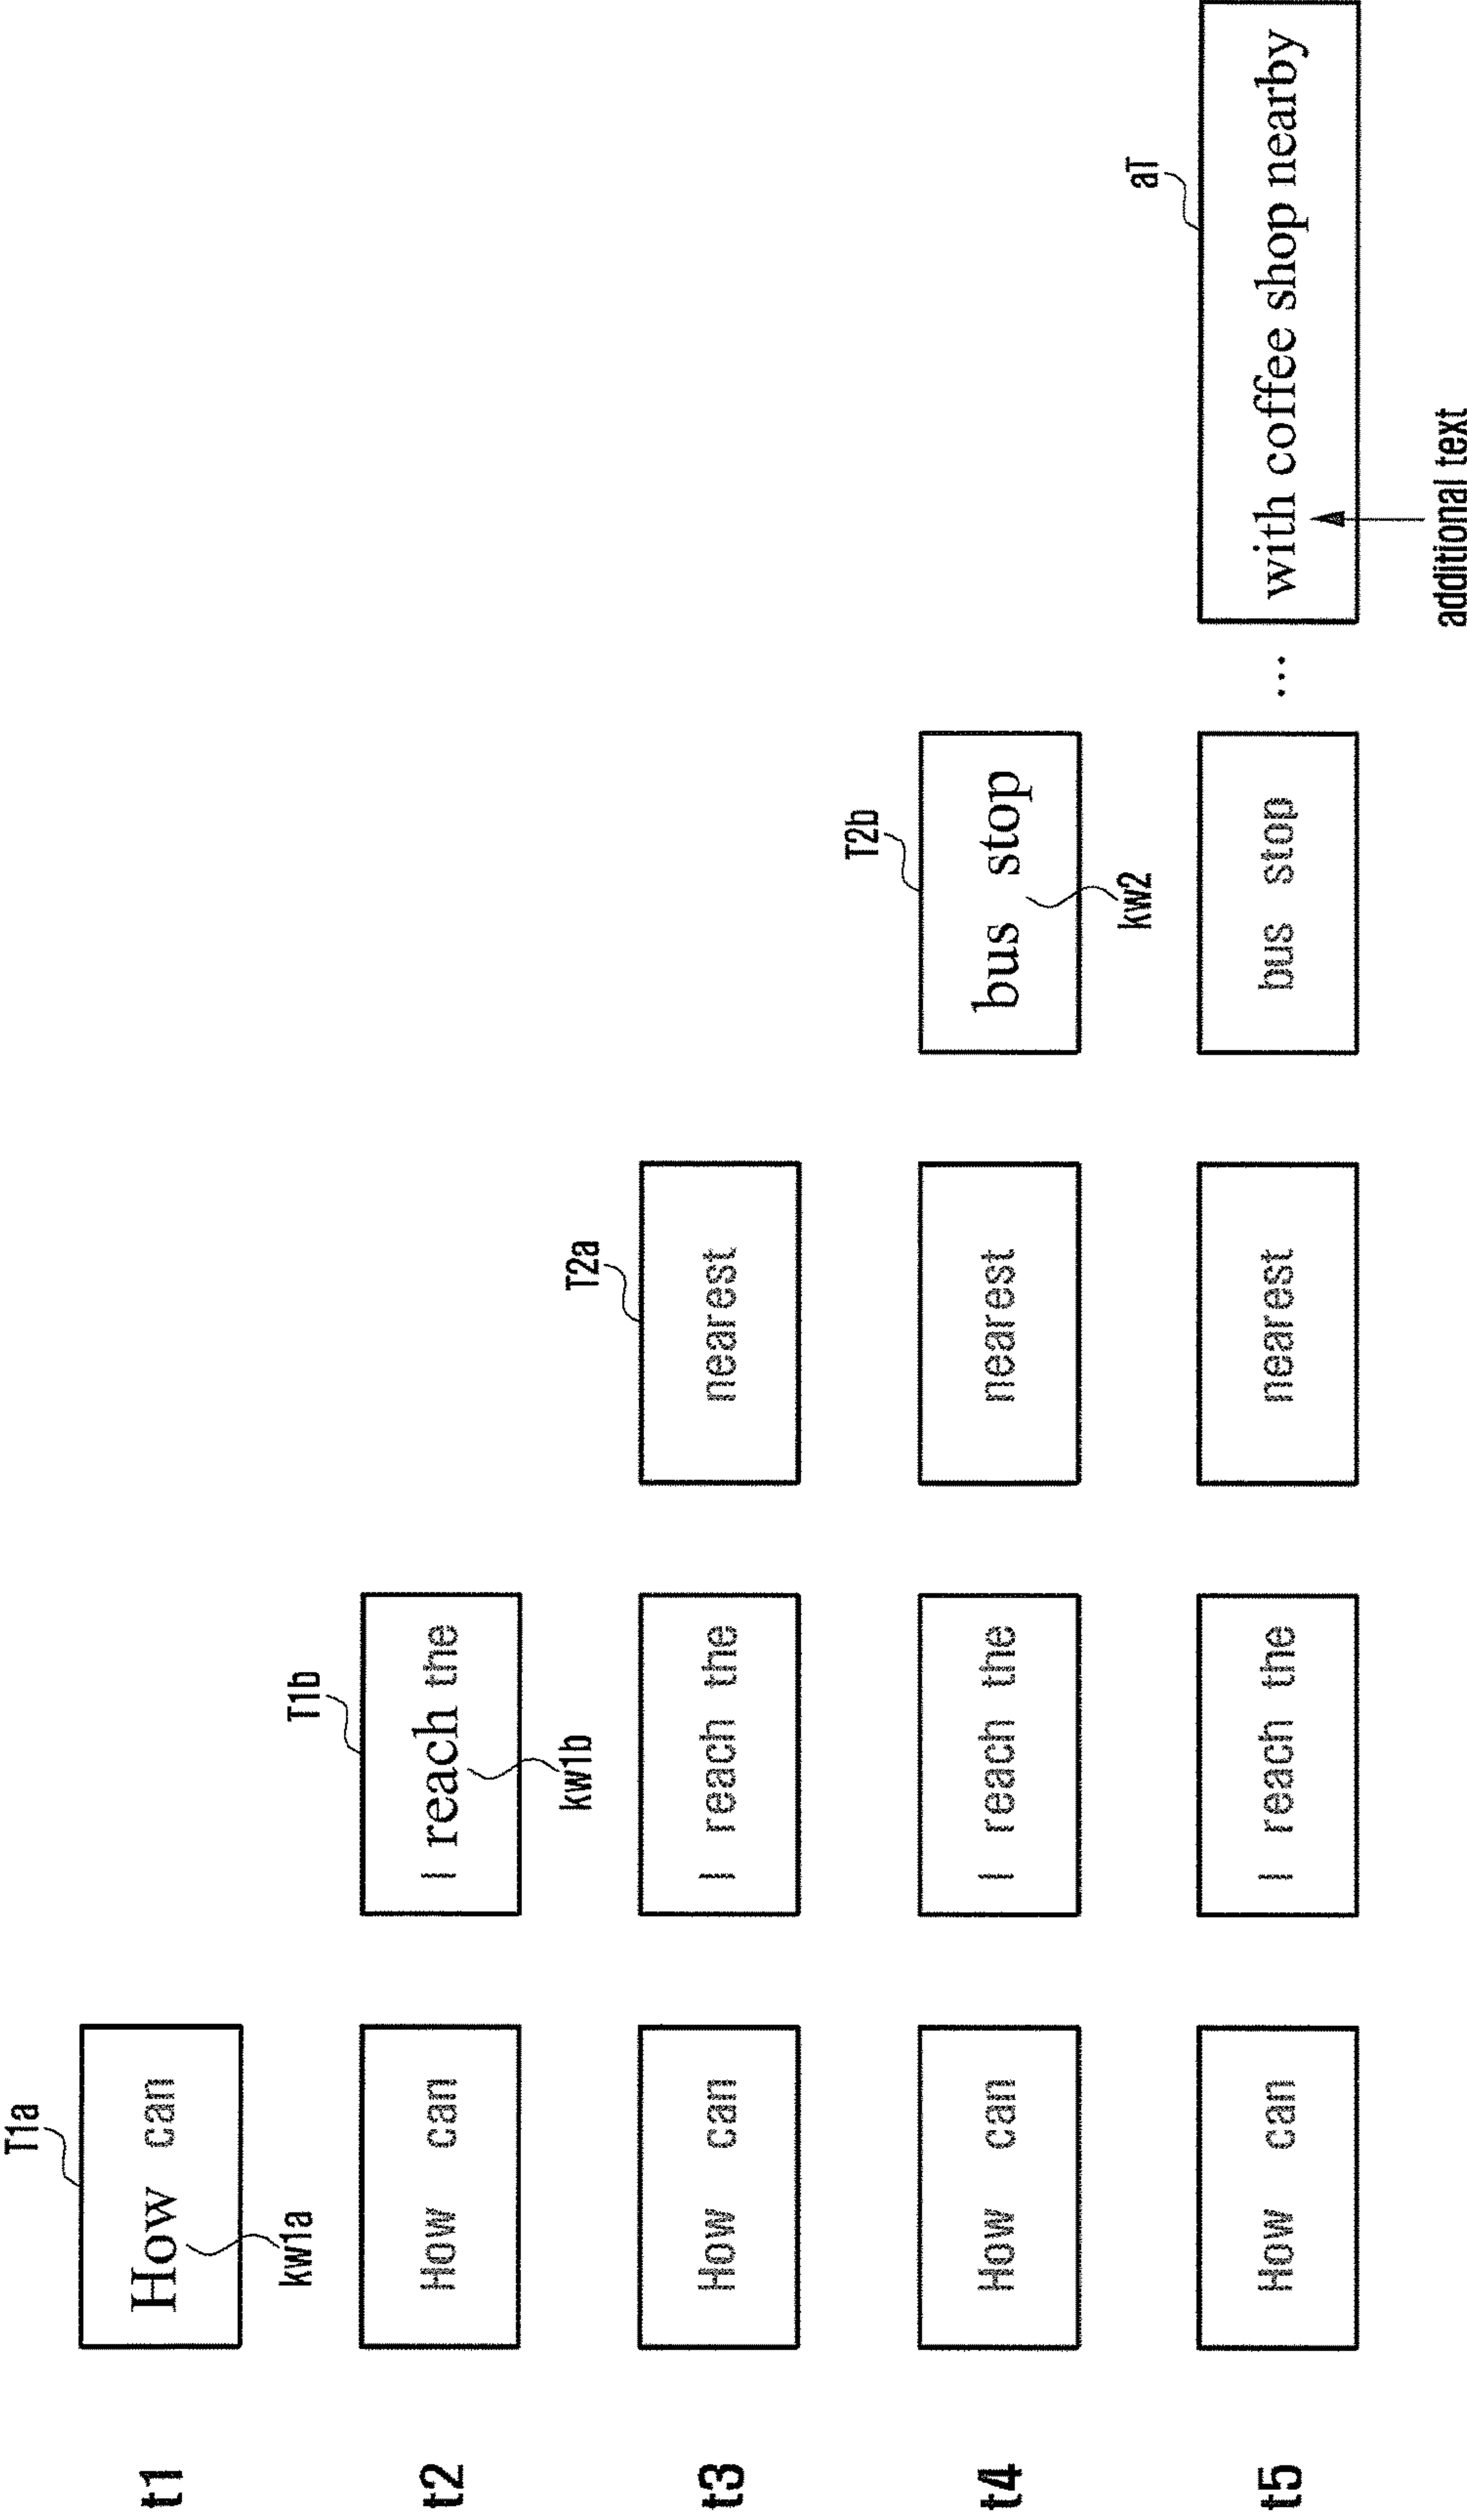 T1a
t1 How can
kw1a
T1b
t2 How can I reach the
kw1b
T2a
t3 How can I reach the nearest
T2b
t4 How can I reach the nearest bus stop
kw2
aT
t5 How can I reach the nearest bus stop ... with coffee shop nearby
additional text